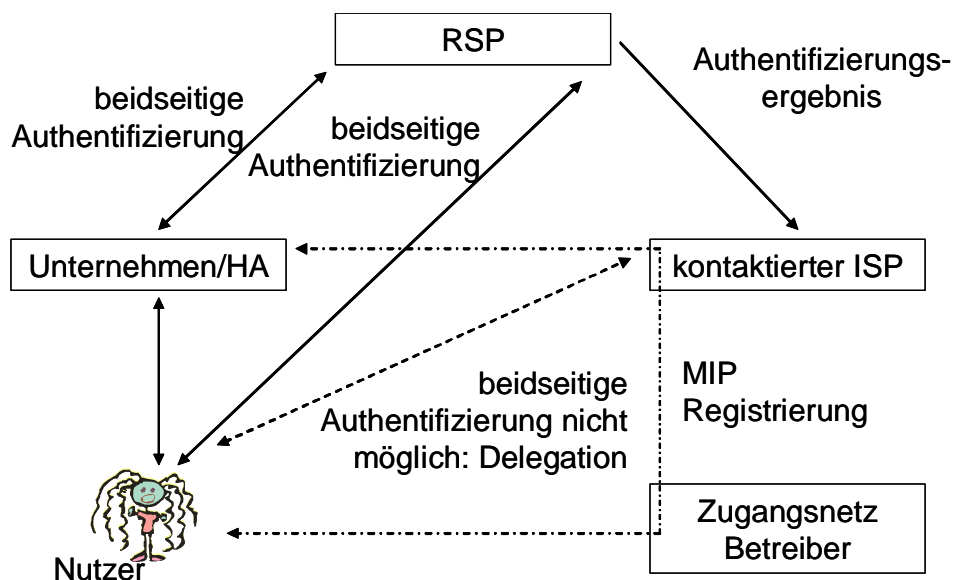 RSP
Authentifizierungs-
ergebnis
beidseitige
Authentifizierung
beidseitige
Authentifizierung
Unternehmen/HA
kontaktierter ISP
beidseitige
Authentifizierung nicht
möglich: Delegation
MIP
Registrierung
Zugangsnetz
Betreiber
Nutzer